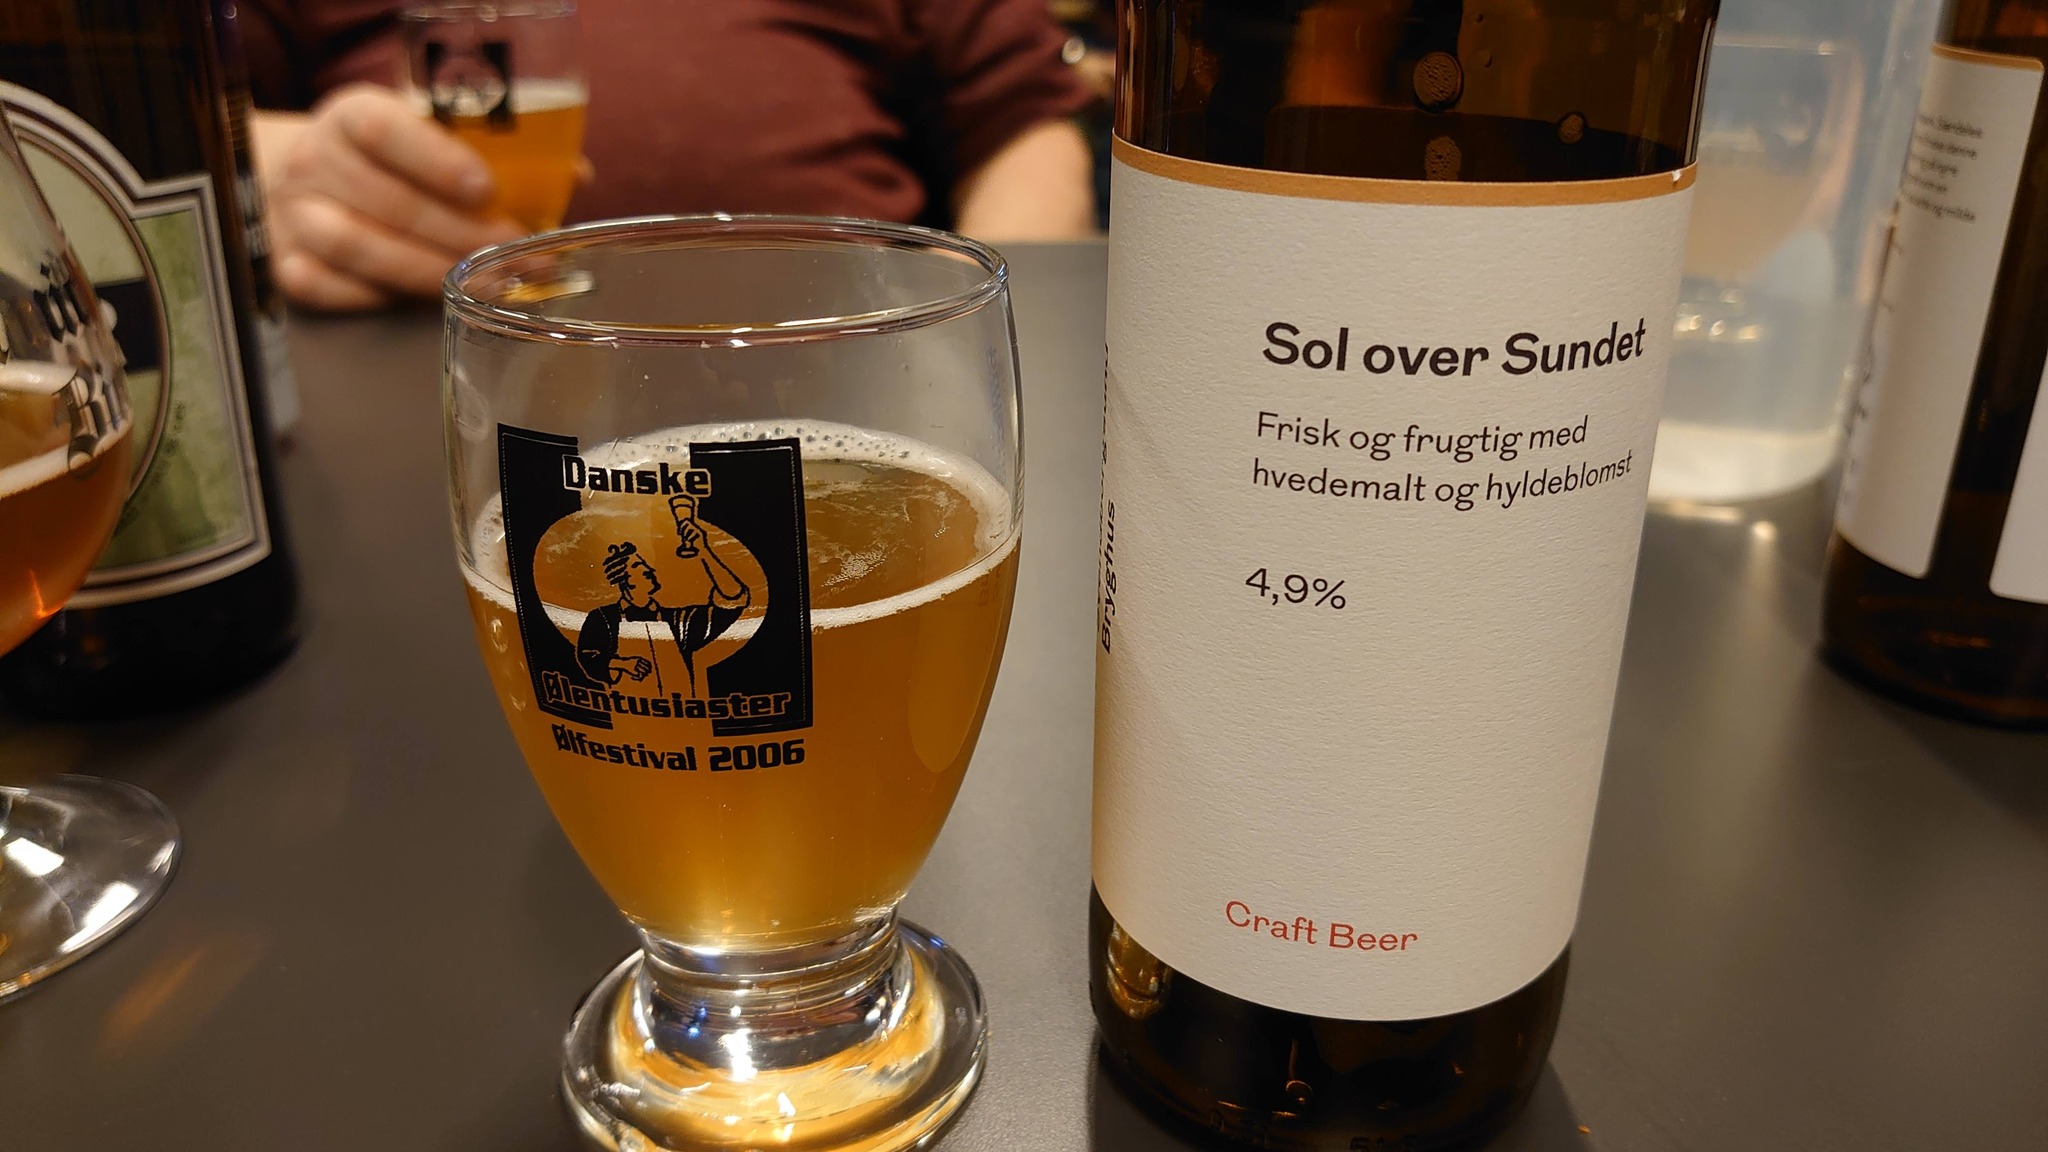 Danske
Ølentusiaster
Ølfestival 2006
Bryghus
Sol over Sundet
Frisk og frugtig med
hvedemalt og hyldeblomst
4,9%
Craft Beer